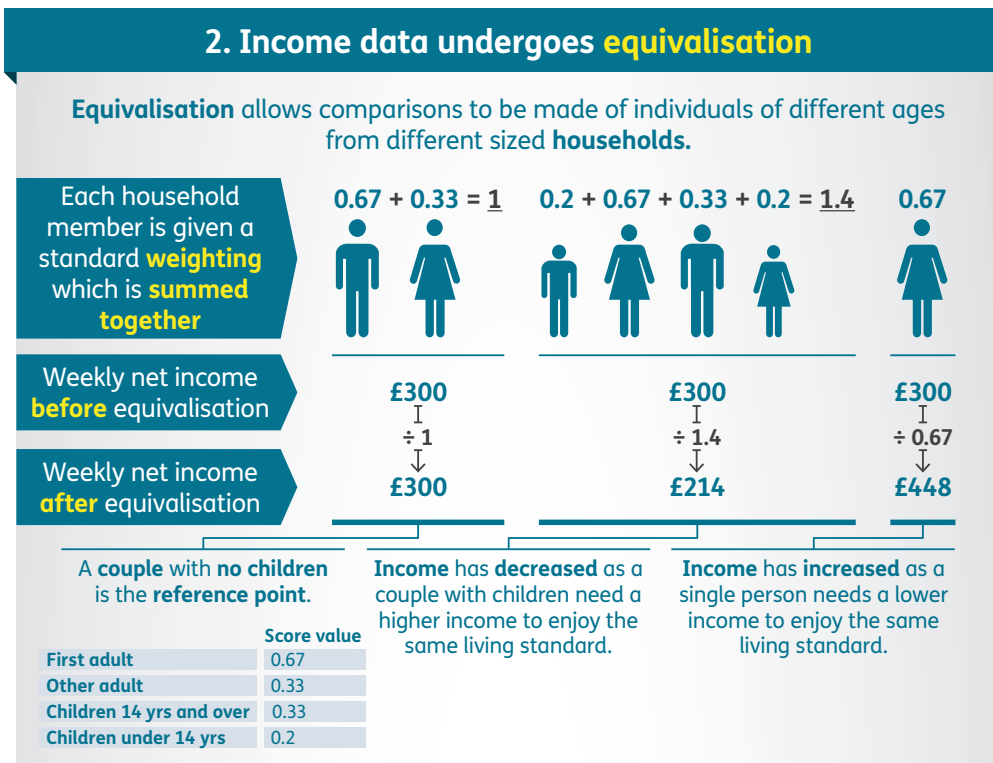 2. Income data undergoes equivalisation
Equivalisation allows comparisons to be made of individuals of different ages
from different sized households.
Each household
member is given a
standard weighting
which is summed
together
0.67 + 0.33 = 1
0.2 + 0.67 + 0.33 + 0.2 = 1.4
0.67
Weekly net income
before equivalisation
£300
£300
£300
÷ 1
÷ 1.4
÷ 0.67
Weekly net income
after equivalisation
£300
£214
£448
A couple with no children
is the reference point.
Income has decreased as a
couple with children need a
higher income to enjoy the
same living standard.
Income has increased as a
single person needs a lower
income to enjoy the same
living standard.
Score value
First adult 0.67
Other adult 0.33
Children 14 yrs and over 0.33
Children under 14 yrs 0.2